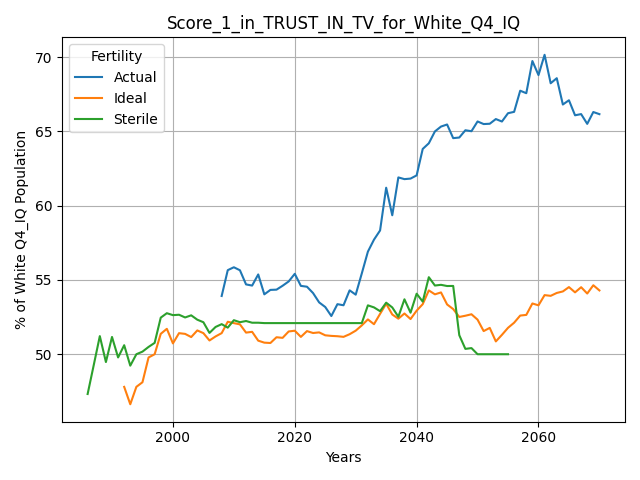 Score_1_in_TRUST_IN_TV_for_White_Q4_IQ
Fertility
Actual
Ideal
Sterile
% of White Q4_IQ Population
70
65
60
55
50
2000
2020
2040
2060
Years